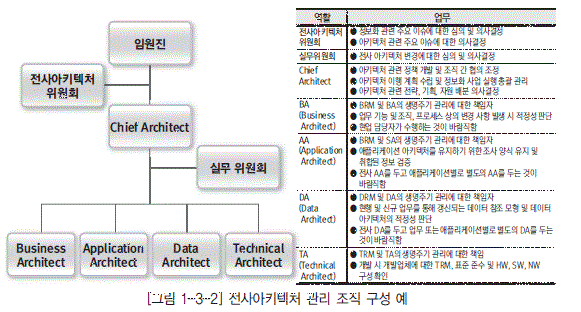 임원진
전사아키텍처
위원회
Chief Architect
실무 위원회
Business
Architect
Application
Architect
Data
Architect
Technical
Architect
역할 업무
전사아키텍처
위원회
● 정보화 관련 주요 이슈에 대한 심의 및 의사결정
● 아키텍처 관련 주요 이슈에 대한 의사결정
실무위원회 ● 전사 아키텍처 변경에 대한 심의 및 의사결정
Chief
Architect
● 아키텍처 관련 정책 개발 및 조직 간 협의 조정
● 아키텍처 이행 계획 수립 및 정보화 사업 실행 총괄 관리
● 아키텍처 관련 전략, 기획, 자원 배분 의사결정
BA
(Business
Architect)
● BRM 및 BA의 생명주기 관리에 대한 책임자
● 업무 기능 및 조직, 프로세스 상의 변경 사항 발생 시 적정성 판단
● 현업 담당자가 수행하는 것이 바람직함
AA
(Application
Architect)
● BRM 및 SA의 생명주기 관리에 대한 책임자
● 애플리케이션 아키텍처를 유지하기 위한 조사 양식 유지 및
취합된 정보 검증
● 전사 AA를 두고 애플리케이션별로 별도의 AA를 두는 것이
바람직함
DA
(Data
Architect)
● DRM 및 DA의 생명주기 관리에 대한 책임자
● 현행 및 신규 업무를 통해 갱신되는 데이터 참조 모형 및 데이터
아키텍처의 적정성 판단
● 전사 DA를 두고 업무 또는 애플리케이션별로 별도의 DA를 두는
것이 바람직함
TA
(Technical
Architect)
● TRM 및 TA의 생명주기 관리에 대한 책임
● 개발 시 개발업체에 대한 TRM, 표준 준수 및 HW, SW, NW
구성 확인
[그림 1-3-2] 전사아키텍처 관리 조직 구성 예